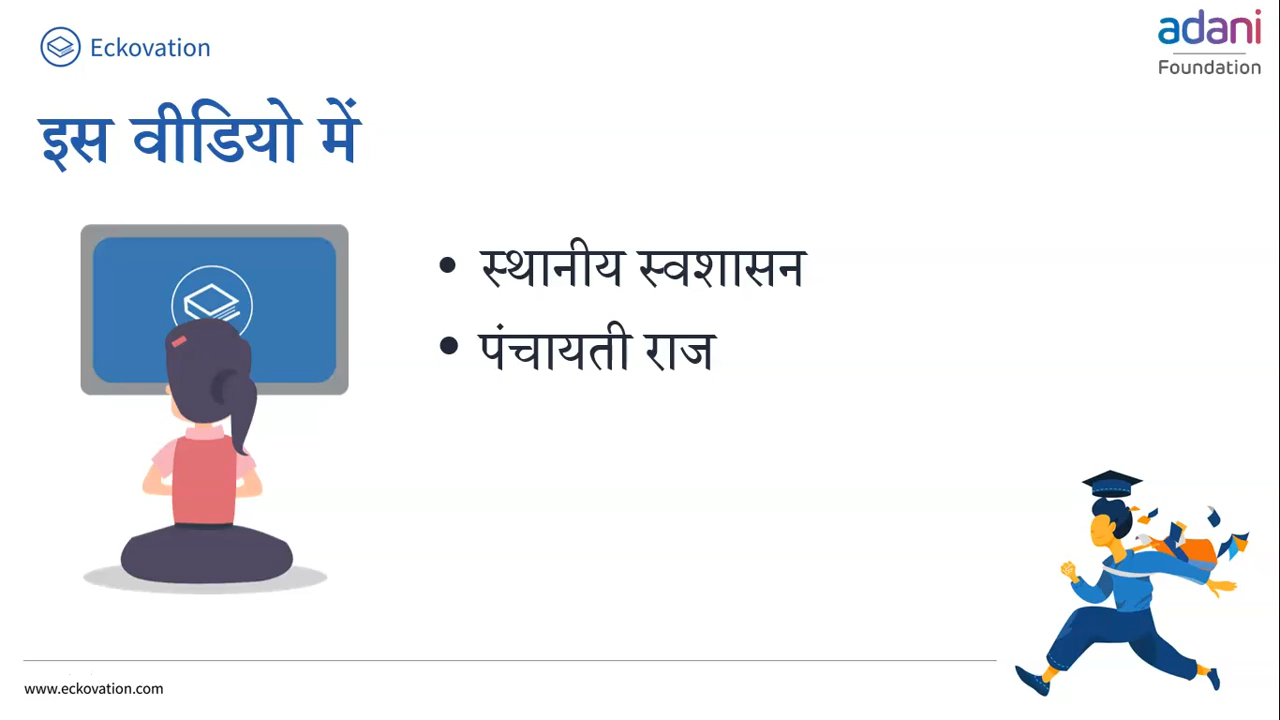 Eckovation
adani
Foundation
इस वीडियो में
• स्थानीय स्वशासन
• पंचायती राज
www.eckovation.com